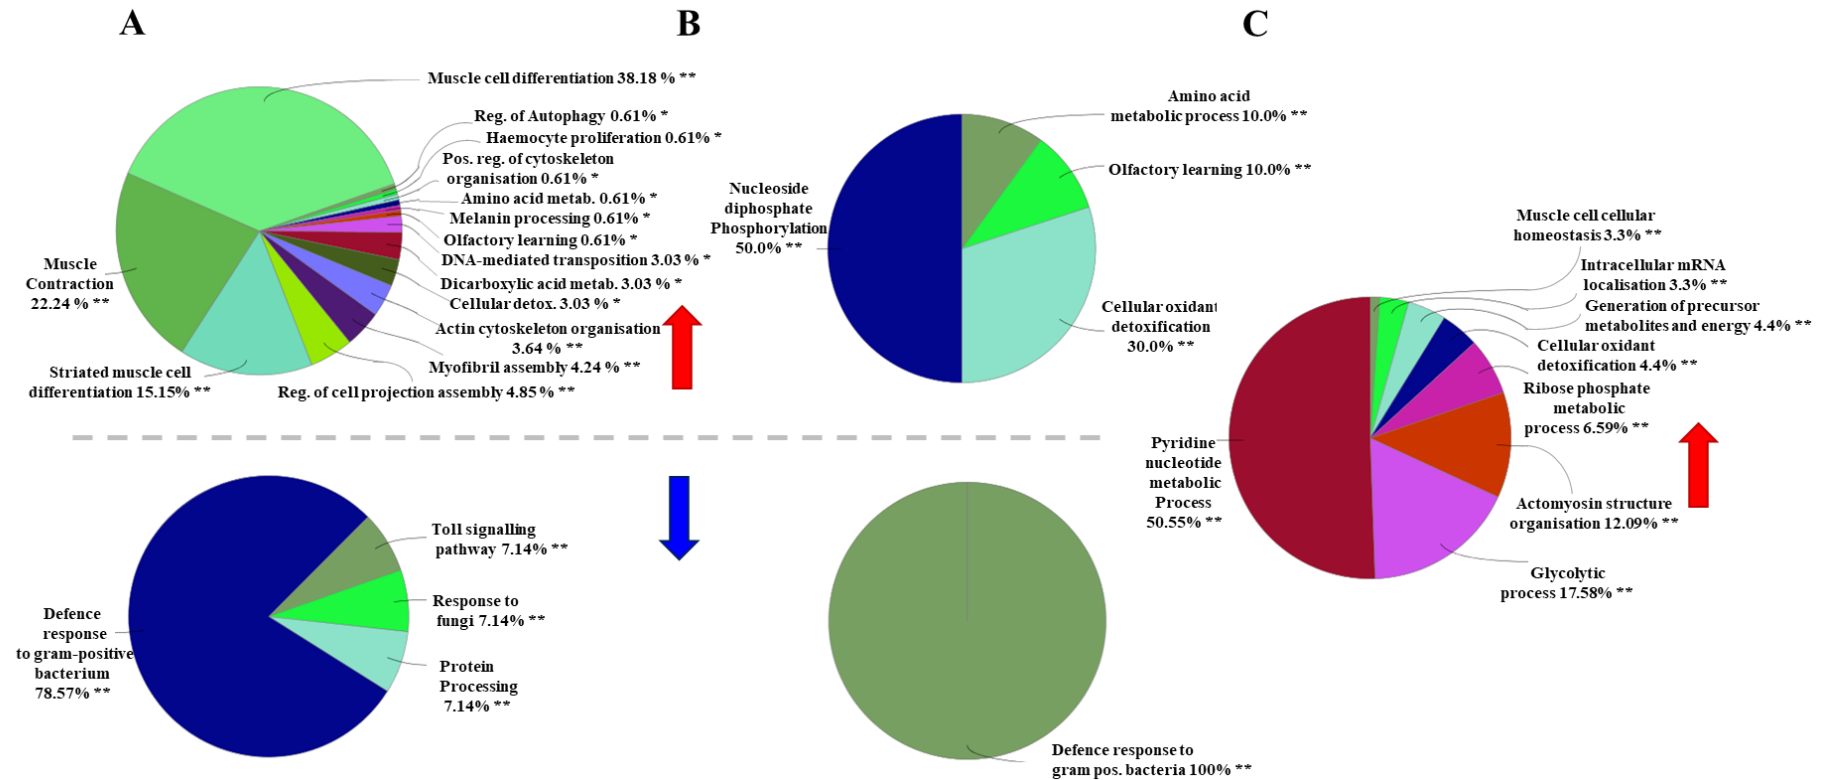 A
B
C
Muscle cell differentiation 38.18 % **
Reg. of Autophagy 0.61% *
Haemocyte proliferation 0.61% *
Pos. reg. of cytoskeleton
organisation 0.61% *
Amino acid metab. 0.61% *
Melanin processing 0.61% *
Olfactory learning 0.61% *
DNA-mediated transposition 3.03 % *
Dicarboxylic acid metab. 3.03 % *
Cellular detox. 3.03 % *
Actin cytoskeleton organisation
3.64 % **
Myofibril assembly 4.24 % **
Reg. of cell projection assembly 4.85 % **
Striated muscle cell
differentiation 15.15% **
Muscle
Contraction
22.24 % **
Amino acid
metabolic process 10.0% **
Olfactory learning 10.0% **
Cellular oxidant
detoxification
30.0% **
Nucleoside
diphosphate
Phosphorylation
50.0% **
Muscle cell cellular
homeostasis 3.3% **
Intracellular mRNA
localisation 3.3% **
Generation of precursor
metabolites and energy 4.4% **
Cellular oxidant
detoxification 4.4% **
Ribose phosphate
metabolic
process 6.59% **
Actomyosin structure
organisation 12.09% **
Glycolytic
process 17.58% **
Pyridine
nucleotide
metabolic
Process
50.55% **
Toll signalling
pathway 7.14% **
Response to
fungi 7.14% **
Protein
Processing
7.14% **
Defence
response
to gram-positive
bacterium
78.57% **
Defence response to
gram pos. bacteria 100% **